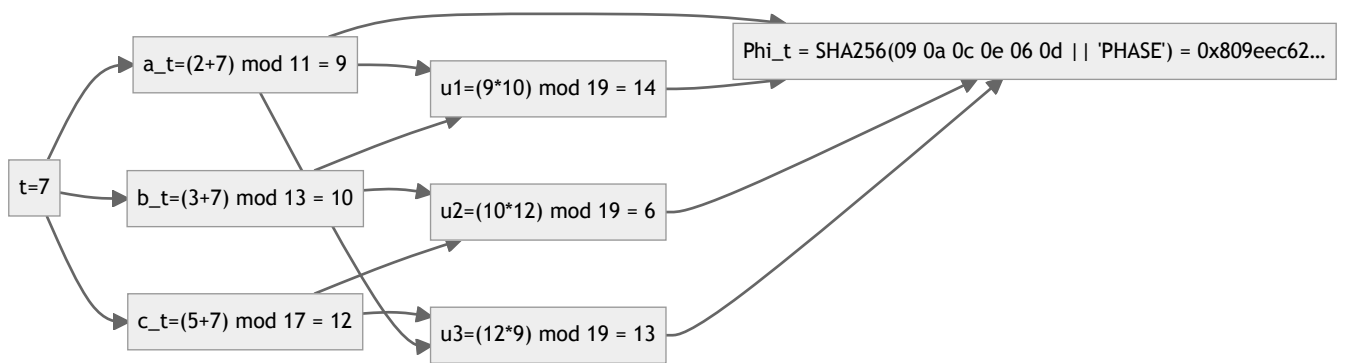 t=7
a_t=(2+7) mod 11 = 9
b_t=(3+7) mod 13 = 10
c_t=(5+7) mod 17 = 12
u1=(9*10) mod 19 = 14
u2=(10*12) mod 19 = 6
u3=(12*9) mod 19 = 13
Phi_t = SHA256(09 0a 0c 0e 06 0d || 'PHASE') = 0x809eec62...